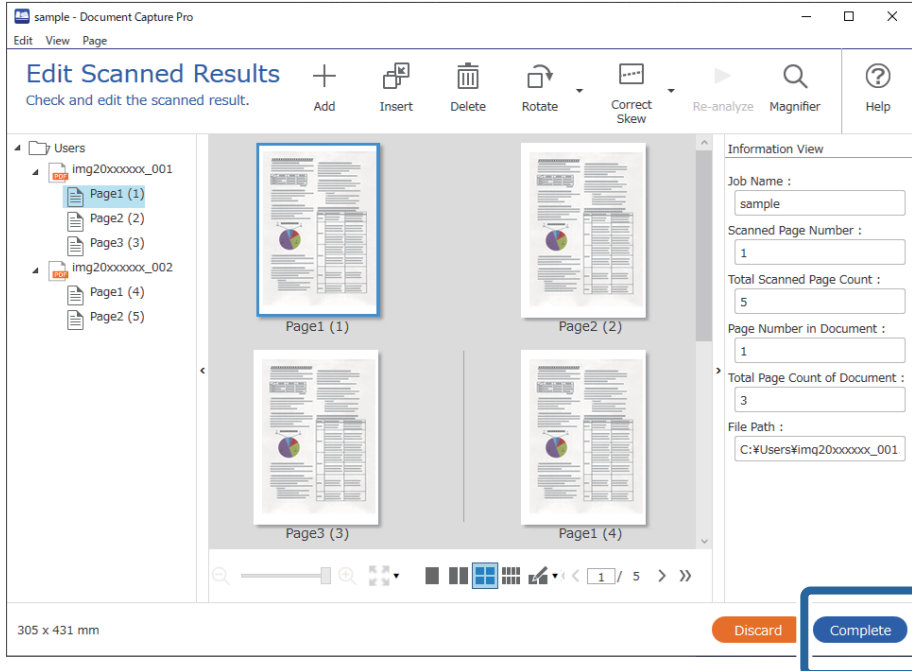 sample - Document Capture Pro
Edit View Page
Edit Scanned Results
Check and edit the scanned result.
Add
Insert
Delete
Rotate
Correct
Skew
Re-analyze
Magnifier
Help
Users
PDF img20xxxxxx_001
Page1 (1)
Page2 (2)
Page3 (3)
PDF img20xxxxxx_002
Page1 (4)
Page2 (5)
Page1 (1)
Page2 (2)
Page3 (3)
Page1 (4)
1 / 5
Information View
Job Name :
sample
Scanned Page Number :
1
Total Scanned Page Count :
5
Page Number in Document :
1
Total Page Count of Document :
3
File Path :
C:¥Users¥img20xxxxxx_001
305 x 431 mm
Discard
Complete